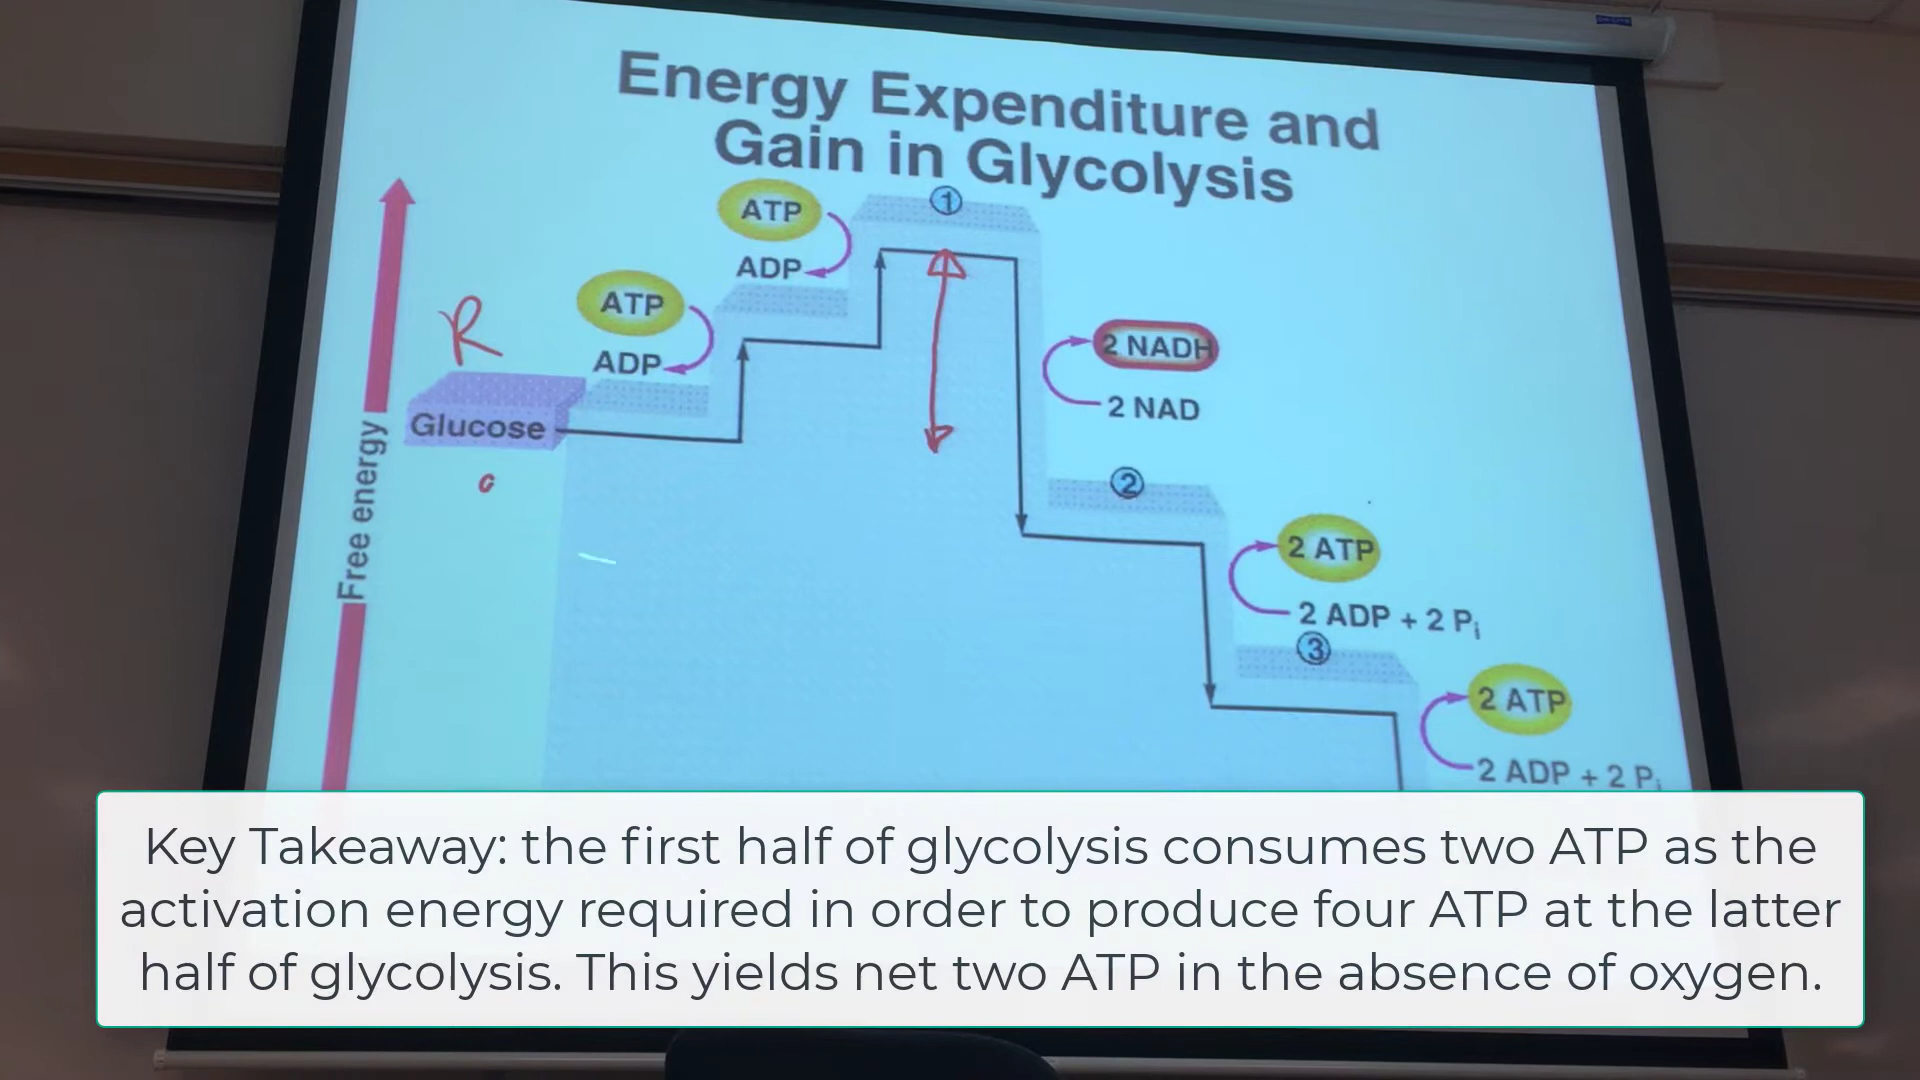 Energy Expenditure and
Gain in Glycolysis
1
ATP
ADP
ATP
ADP
R
Glucose
Free energy
2 NADH
2 NAD
2
2 ATP
2 ADP + 2 Pi
3
2 ATP
2 ADP + 2 Pi
Key Takeaway: the first half of glycolysis consumes two ATP as the
activation energy required in order to produce four ATP at the latter
half of glycolysis. This yields net two ATP in the absence of oxygen.